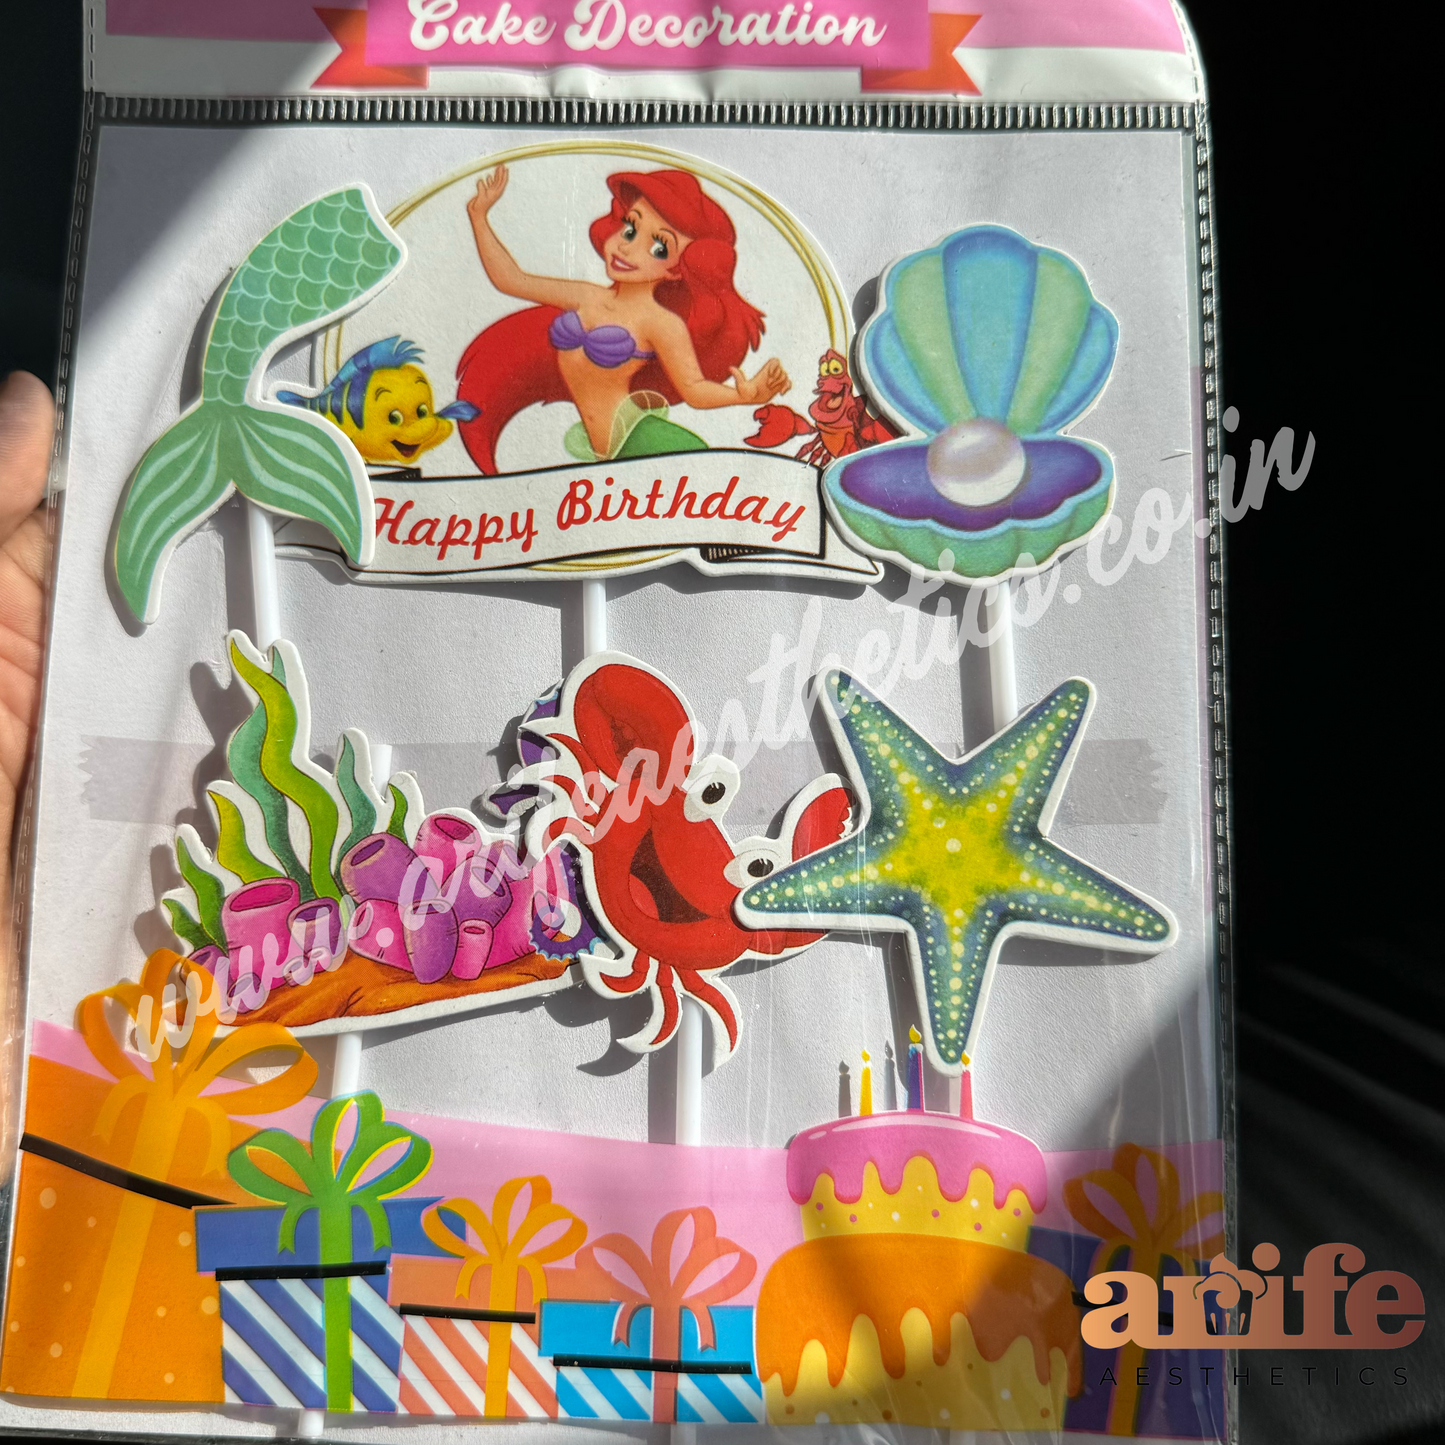 Cake Decoration
Happy Birthday
www.arifeaesthetics.co.in
arife
AESTHETICS